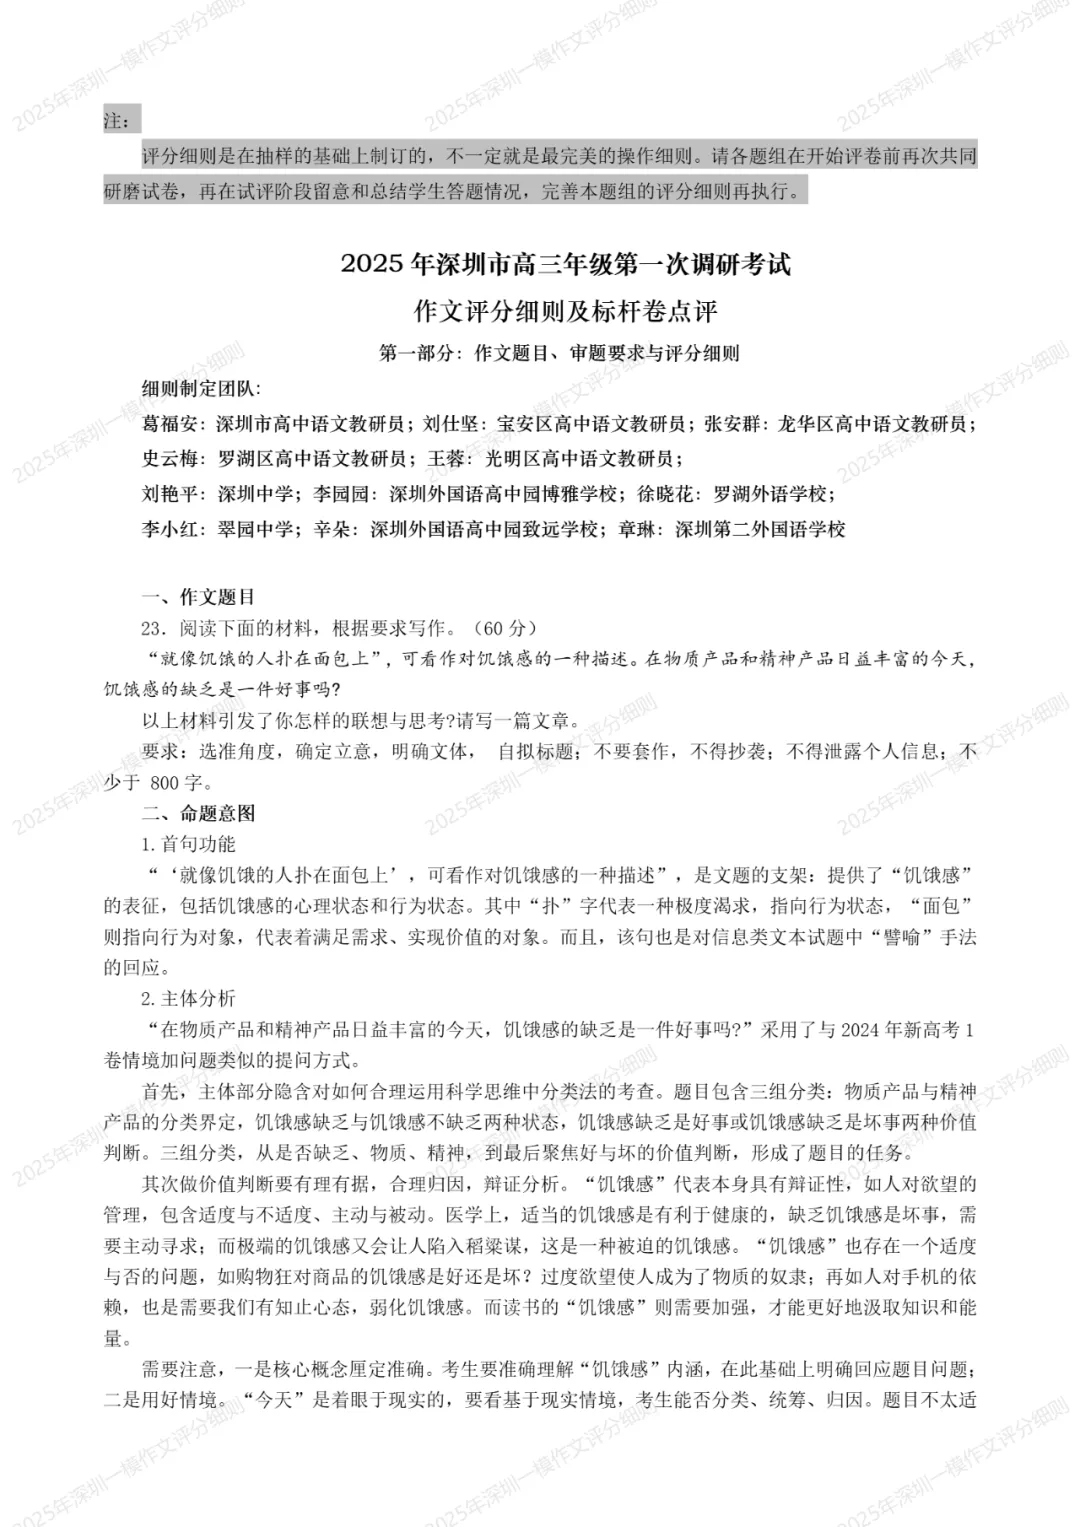 注：
评分细则是在抽样的基础上制订的，不一定就是最完美的操作细则。请各题组在开始评卷前再次共同
研磨试卷，再在试评阶段留意和总结学生答题情况，完善本题组的评分细则再执行。
2025 年深圳市高三年级第一次调研考试
作文评分细则及标杆卷点评
第一部分：作文题目、审题要求与评分细则
细则制定团队：
葛福安：深圳市高中语文教研员；刘仕坚：宝安区高中语文教研员；张安群：龙华区高中语文教研员；
史云梅：罗湖区高中语文教研员；王蓉：光明区高中语文教研员；
刘艳平：深圳中学；李园园：深圳外国语高中园博雅学校；徐晓花：罗湖外语学校；
李小红：翠园中学；辛朵：深圳外国语高中园致远学校；章琳：深圳第二外国语学校
一、作文题目
23．阅读下面的材料，根据要求写作。（60 分）
“就像饥饿的人扑在面包上”，可看作对饥饿感的一种描述。在物质产品和精神产品日益丰富的今天，
饥饿感的缺乏是一件好事吗?
以上材料引发了你怎样的联想与思考?请写一篇文章。
要求：选准角度，确定立意，明确文体， 自拟标题；不要套作，不得抄袭；不得泄露个人信息；不
少于 800 字。
二、命题意图
1.首句功能
“‘就像饥饿的人扑在面包上’，可看作对饥饿感的一种描述”，是文题的支架：提供了“饥饿感”
的表征，包括饥饿感的心理状态和行为状态。其中“扑”字代表一种极度渴求，指向行为状态，“面包”
则指向行为对象，代表着满足需求、实现价值的对象。而且，该句也是对信息类文本试题中“譬喻”手法
的回应。
2.主体分析
“在物质产品和精神产品日益丰富的今天，饥饿感的缺乏是一件好事吗?”采用了与 2024 年新高考 1
卷情境加问题类似的提问方式。
首先，主体部分隐含对如何合理运用科学思维中分类法的考查。题目包含三组分类：物质产品与精神
产品的分类界定，饥饿感缺乏与饥饿感不缺乏两种状态，饥饿感缺乏是好事或饥饿感缺乏是坏事两种价值
判断。三组分类，从是否缺乏、物质、精神，到最后聚焦好与坏的价值判断，形成了题目的任务。
其次做价值判断要有理有据，合理归因，辩证分析。“饥饿感”代表本身具有辩证性，如人对欲望的
管理，包含适度与不适度、主动与被动。医学上，适当的饥饿感是有利于健康的，缺乏饥饿感是坏事，需
要主动寻求；而极端的饥饿感又会让人陷入稻粱谋，这是一种被迫的饥饿感。“饥饿感”也存在一个适度
与否的问题，如购物狂对商品的饥饿感是好还是坏？过度欲望使人成为了物质的奴隶；再如人对手机的依
赖，也是需要我们有知止心态，弱化饥饿感。而读书的“饥饿感”则需要加强，才能更好地汲取知识和能
量。
需要注意，一是核心概念厘定准确。考生要准确理解“饥饿感”内涵，在此基础上明确回应题目问题；
二是用好情境。“今天”是着眼于现实的，要看基于现实情境，考生能否分类、统筹、归因。题目不太适
2025年深圳一模作文评分细则